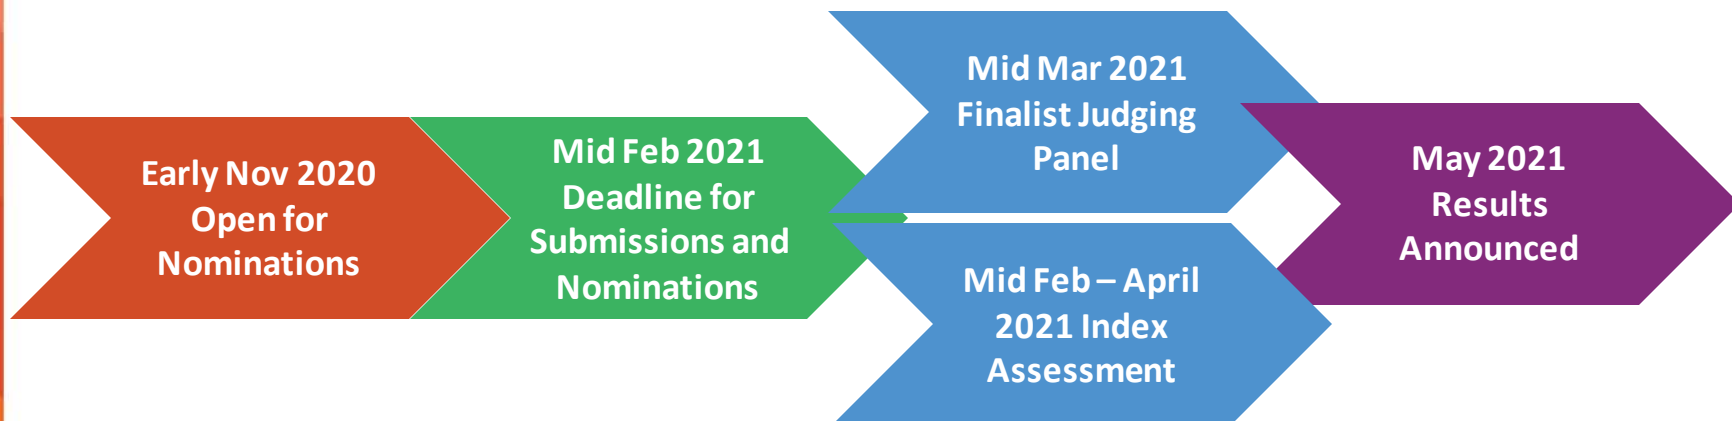 Early Nov 2020
Open for
Nominations
Mid Feb 2021
Deadline for
Submissions and
Nominations
Mid Mar 2021
Finalist Judging
Panel
Mid Feb – April
2021 Index
Assessment
May 2021
Results
Announced